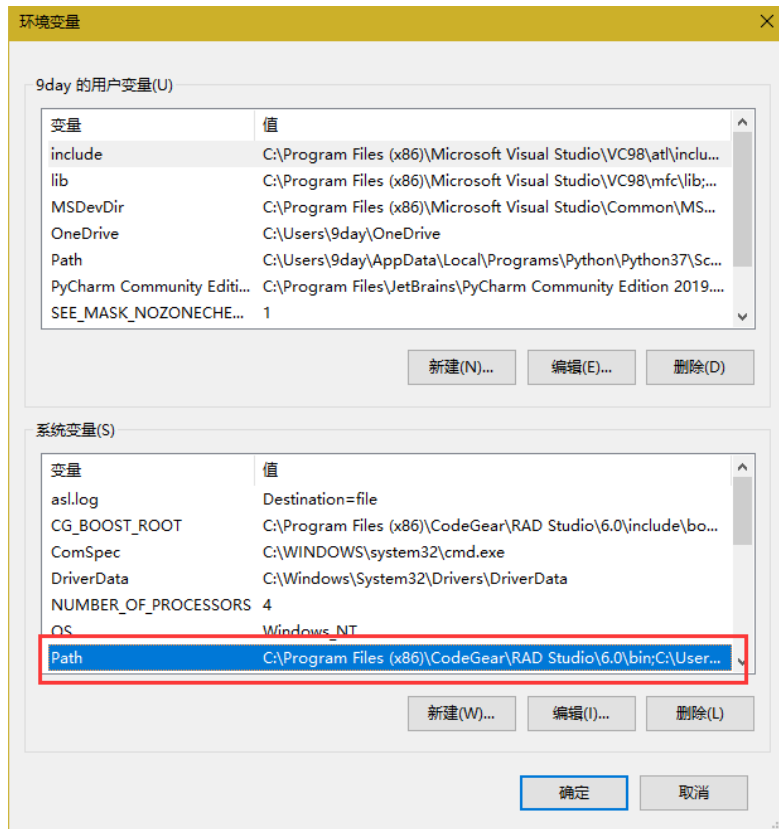 环境变量
9day 的用户变量(U)
变量 值
include C:\Program Files (x86)\Microsoft Visual Studio\VC98\atl\inclu...
lib C:\Program Files (x86)\Microsoft Visual Studio\VC98\mfc\lib;...
MSDevDir C:\Program Files (x86)\Microsoft Visual Studio\Common\MS...
OneDrive C:\Users\9day\OneDrive
Path C:\Users\9day\AppData\Local\Programs\Python\Python37\Sc...
PyCharm Community Editi... C:\Program Files\JetBrains\PyCharm Community Edition 2019....
SEE_MASK_NOZONECHE... 1
新建(N)... 编辑(E)... 删除(D)
系统变量(S)
变量 值
asl.log Destination=file
CG_BOOST_ROOT C:\Program Files (x86)\CodeGear\RAD Studio\6.0\include\bo...
ComSpec C:\WINDOWS\system32\cmd.exe
DriverData C:\Windows\System32\Drivers\DriverData
NUMBER_OF_PROCESSORS 4
OS Windows_NT
Path C:\Program Files (x86)\CodeGear\RAD Studio\6.0\bin;C:\User...
新建(W)... 编辑(I)... 删除(L)
确定 取消